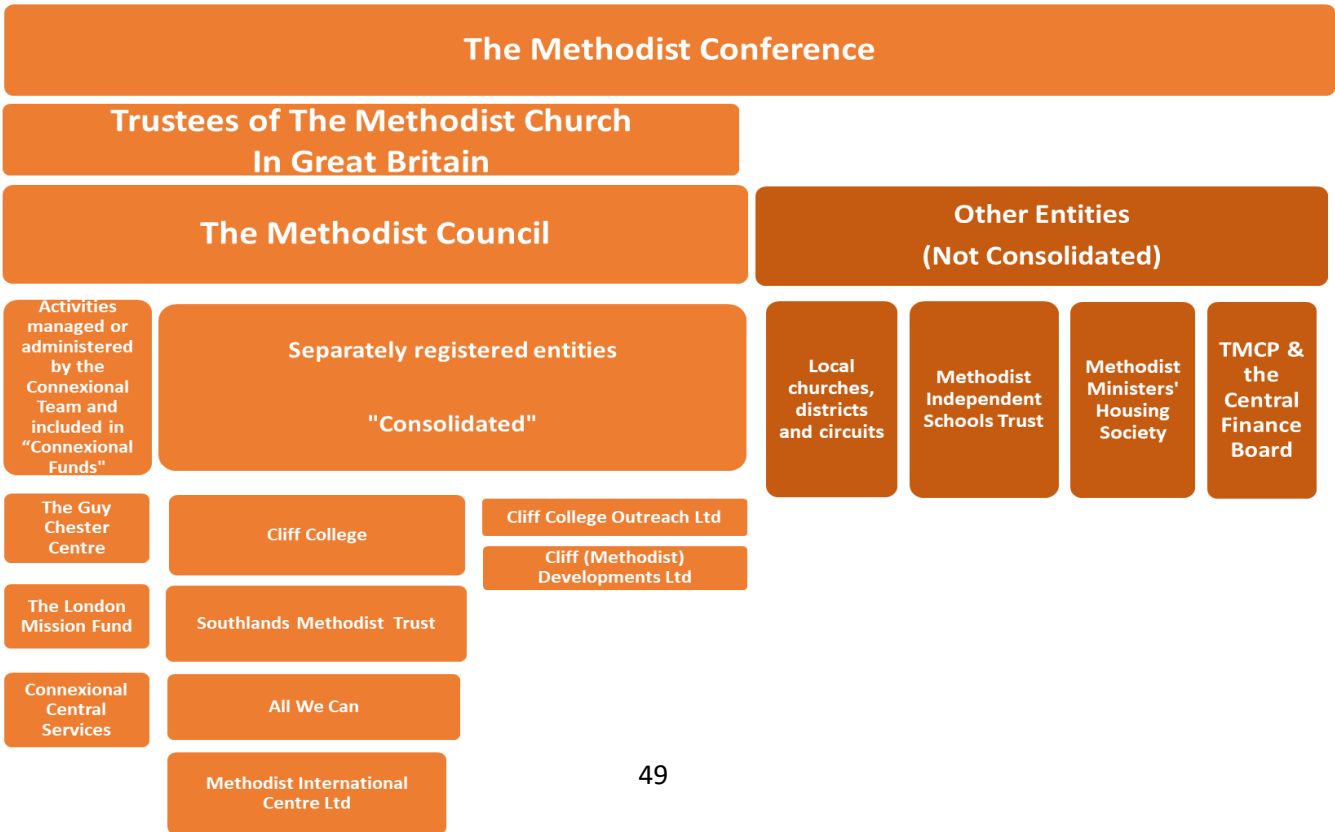 The Methodist Conference
Trustees of The Methodist Church
In Great Britain
The Methodist Council
Other Entities
(Not Consolidated)
Activities
managed or
administered
by the
Connexional
Team and
included in
“Connexional
Funds"
Separately registered entities
"Consolidated"
Local
churches,
districts
and circuits
Methodist
Independent
Schools Trust
Methodist
Ministers'
Housing
Society
TMCP &
the
Central
Finance
Board
The Guy
Chester
Centre
Cliff College
Cliff College Outreach Ltd
Cliff (Methodist)
Developments Ltd
The London
Mission Fund
Southlands Methodist Trust
Connexional
Central
Services
All We Can
Methodist International
Centre Ltd
49